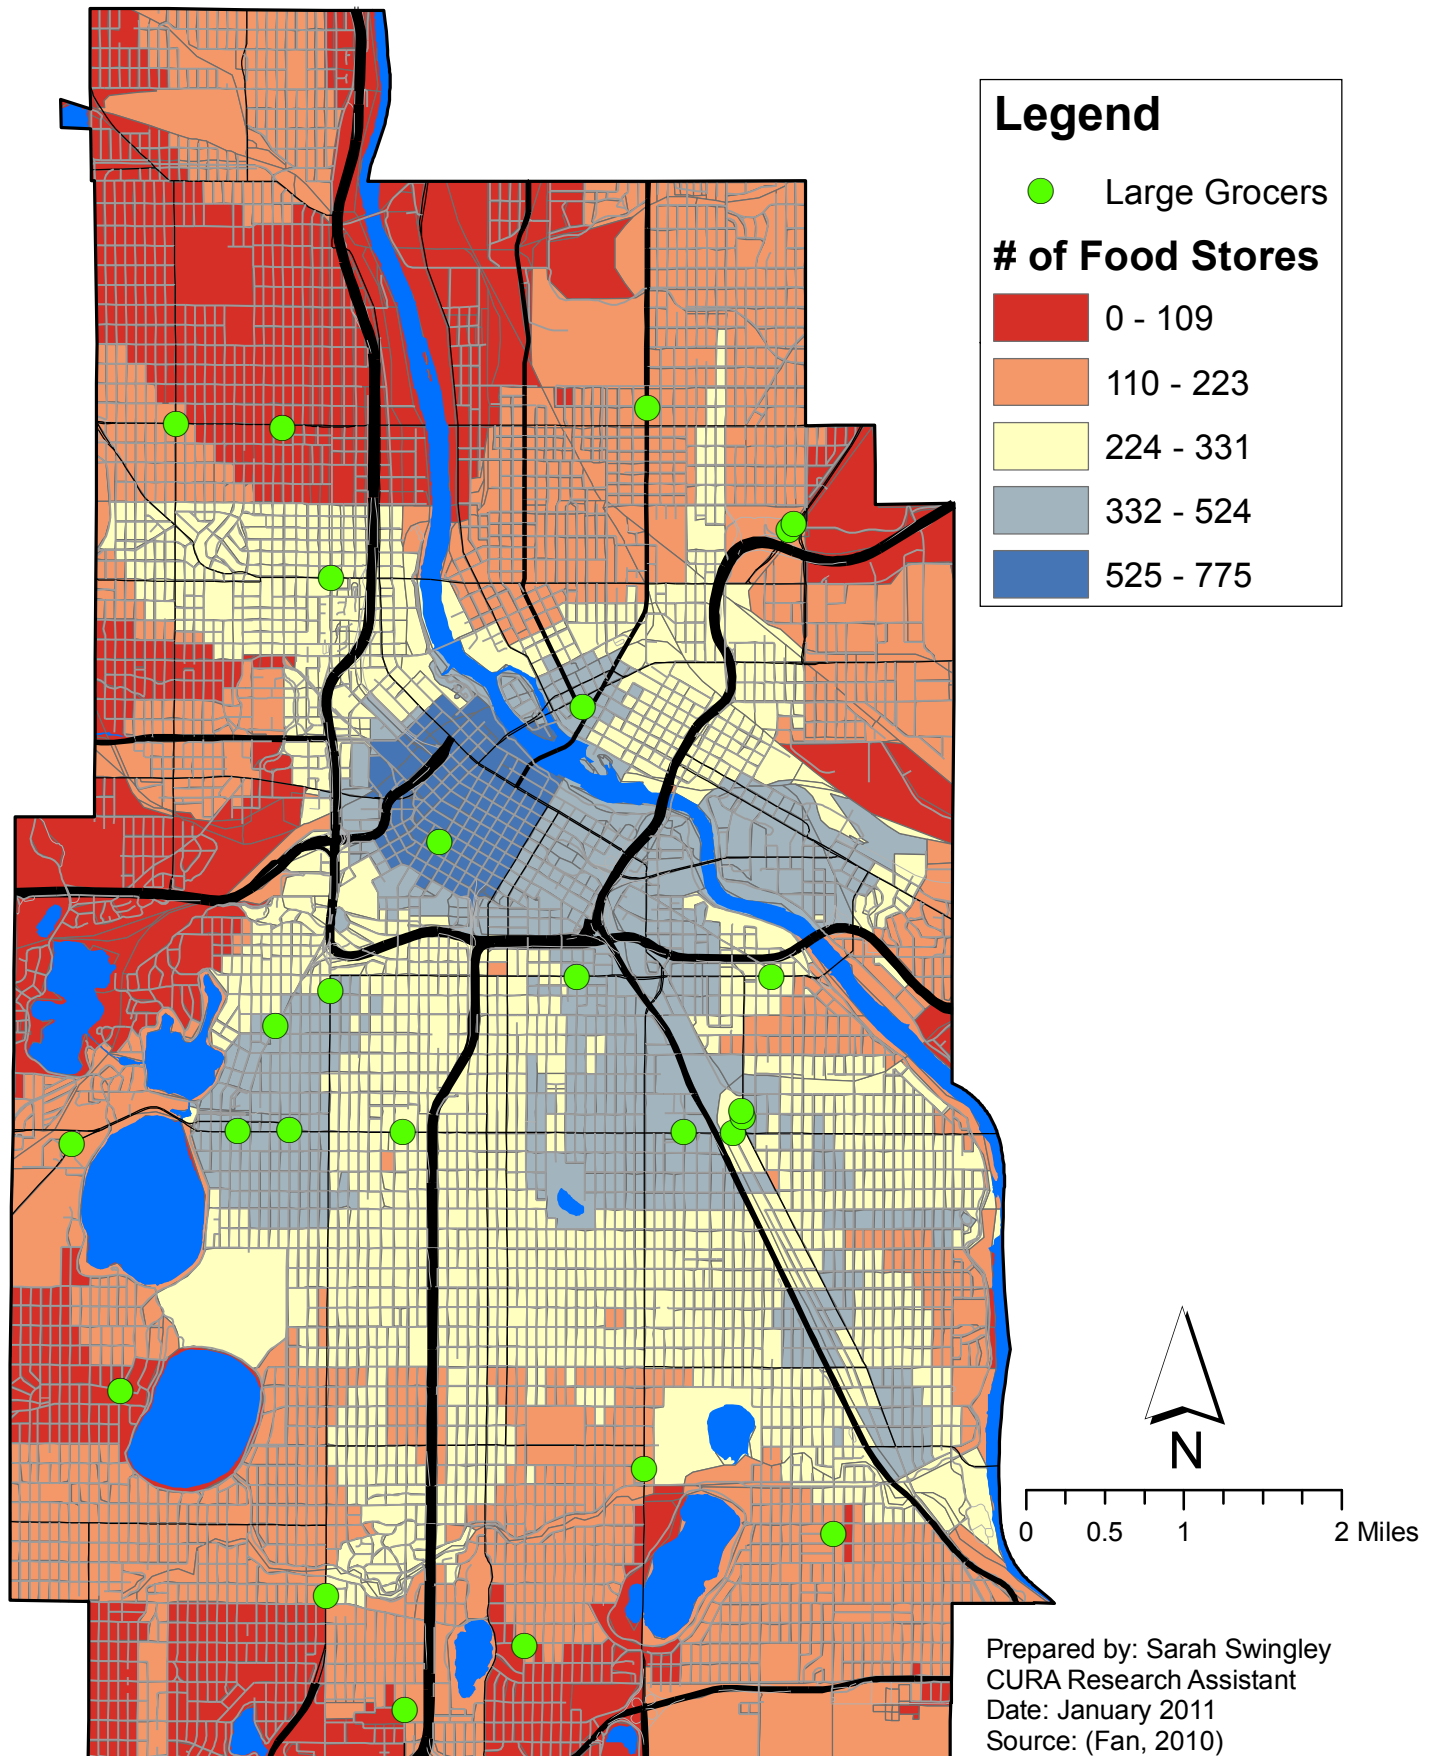 Legend
Large Grocers
# of Food Stores
0 - 109
110 - 223
224 - 331
332 - 524
525 - 775
N
0 0.5 1 2 Miles
Prepared by: Sarah Swingley
CURA Research Assistant
Date: January 2011
Source: (Fan, 2010)